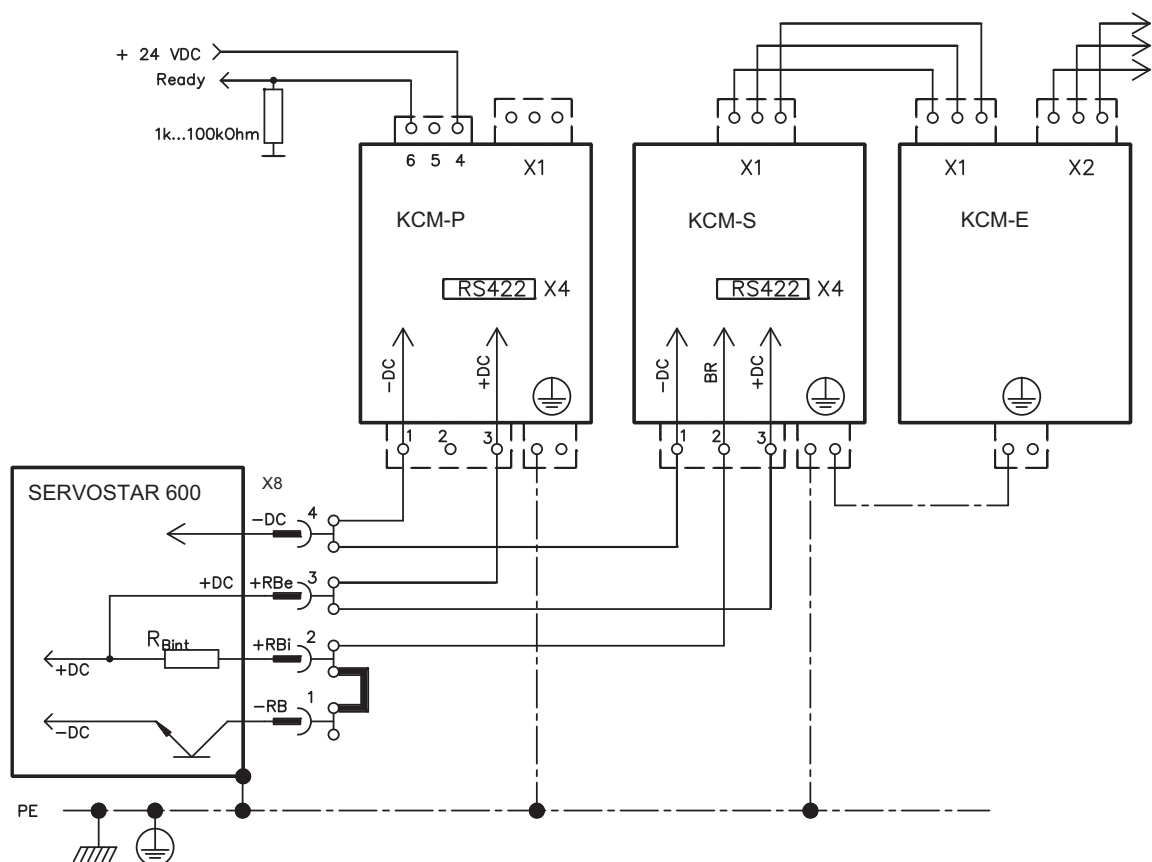 + 24 VDC
Ready
1k...100kOhm
6 5 4
X1
X1
X1 X2
KCM-P
KCM-S
KCM-E
RS422 X4
RS422 X4
-DC
+DC
-DC
BR
+DC
1 2 3
1 2 3
SERVOSTAR 600
X8
-DC 4
+DC +RBe 3
RBint
+RBi 2
+DC
-RB 1
-DC
PE